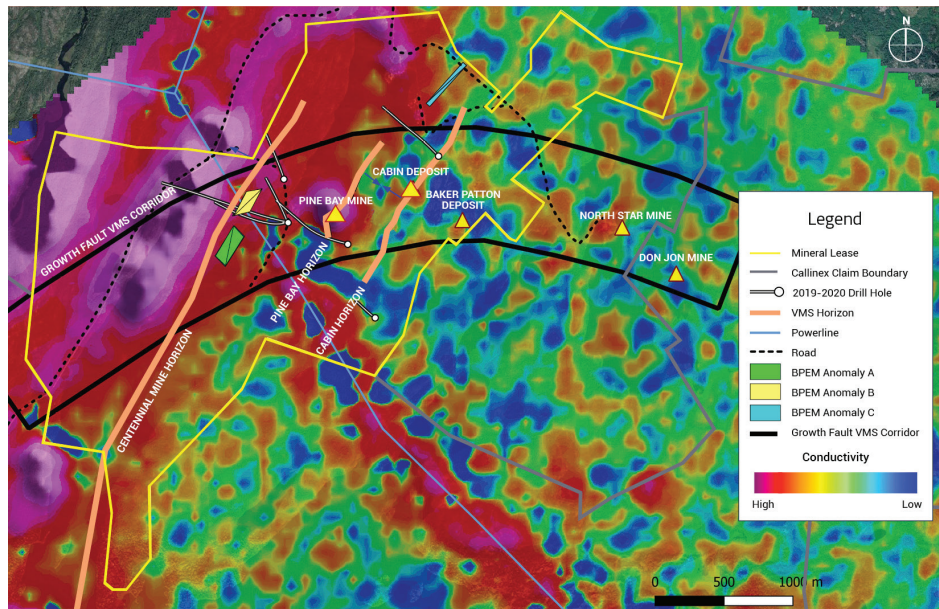 N
CABIN DEPOSIT
PINE BAY MINE
BAKER PATTON
DEPOSIT
NORTH STAR MINE
DON JON MINE
GROWTH FAULT VMS CORRIDOR
PINE BAY HORIZON
CABIN HORIZON
CENTENNIAL MINE HORIZON
Legend
Mineral Lease
Callinex Claim Boundary
2019-2020 Drill Hole
VMS Horizon
Powerline
Road
BPEM Anomaly A
BPEM Anomaly B
BPEM Anomaly C
Growth Fault VMS Corridor
Conductivity
High Low
0 500 1000 m